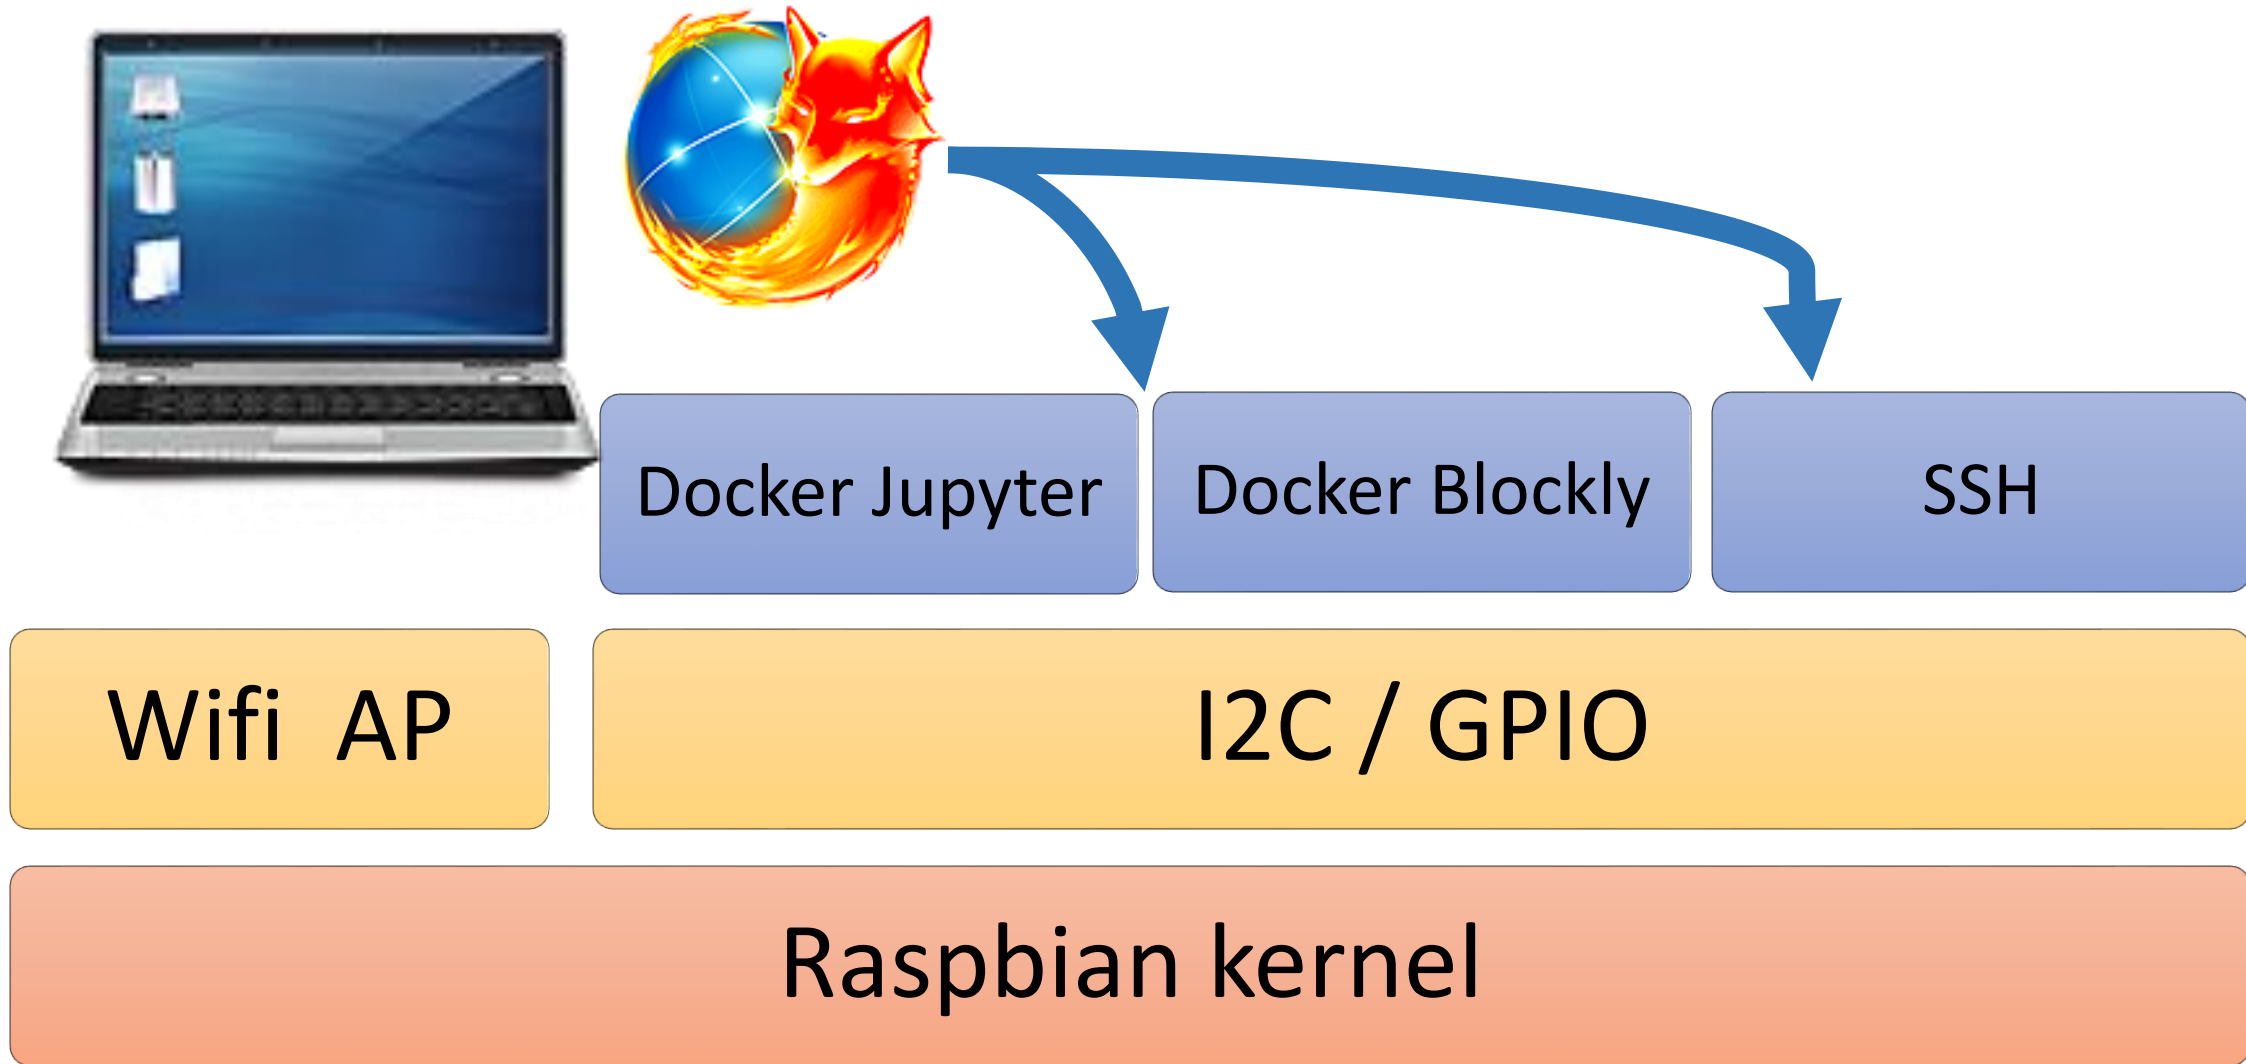 Docker Jupyter
Docker Blockly
SSH
Wifi  AP
I2C / GPIO
Raspbian kernel